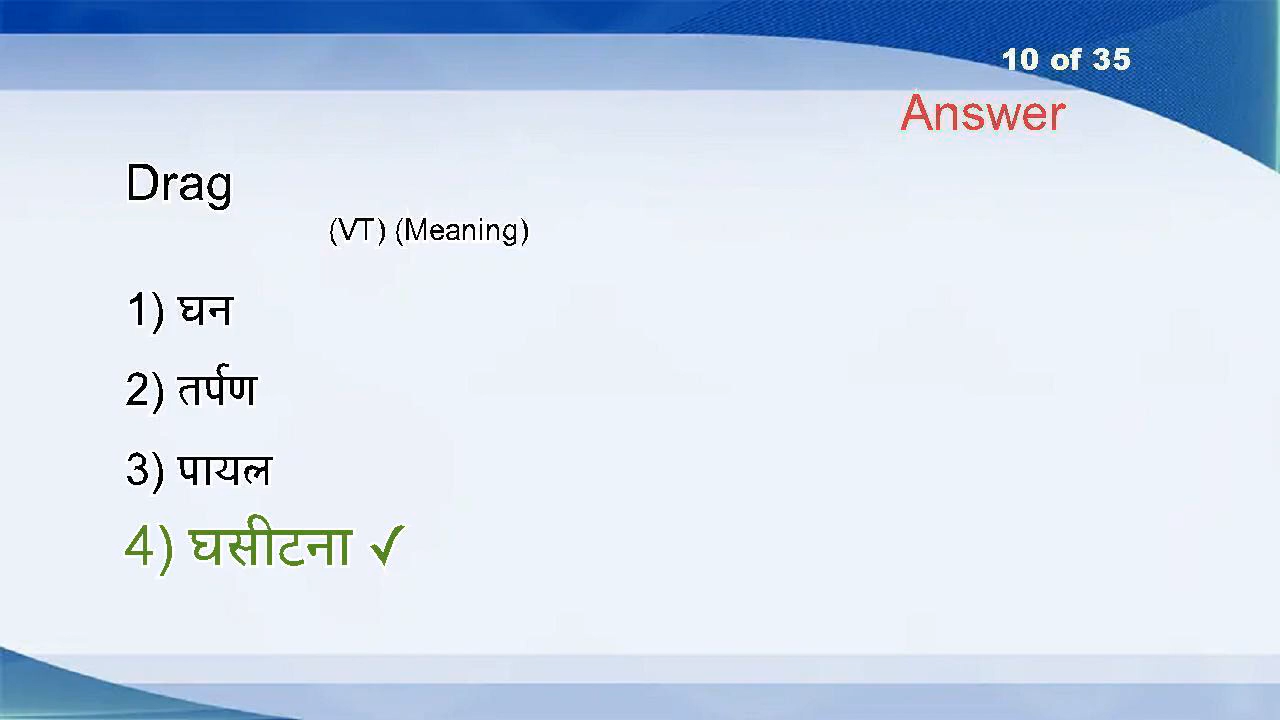 10 of 35
Answer
Drag
(VT) (Meaning)
1) घन
2) तर्पण
3) पायल
4) घसीटना ✓